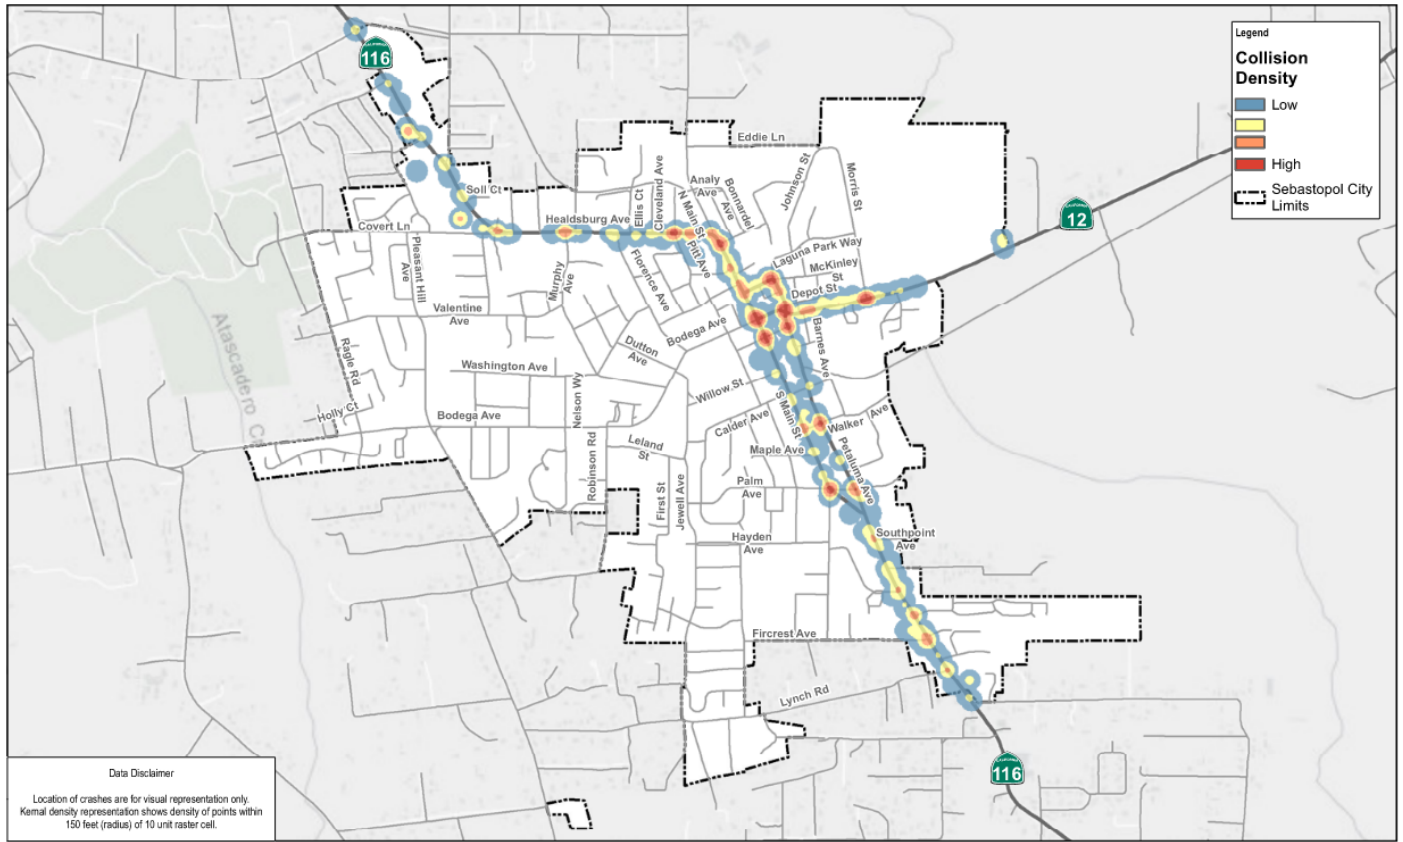 Legend
Collision
Density
Low
High
Sebastopol City
Limits
CALIFORNIA
116
Eddie Ln
Johnson St
Morris St
Analy
Ave
Bonnardel
Ave
Cleveland Ave
Ellis Ct
N Main St
Soll Ct
CALIFORNIA
12
Healdsburg Ave
Covert Ln
Pitt Ave
Laguna Park Way
McKinley
St
Depot St
Pleasant Hill
Ave
Murphy
Ave
Florence Ave
Valentine
Ave
Bodega Ave
Barnes Ave
Atascadero C
Ragle Rd
Dutton
Ave
Washington Ave
Nelson Wy
Willow St
S Main St
Holly Ct
Bodega Ave
Calder Ave
Walker Ave
Leland
St
Maple Ave
Petaluma Ave
Robinson Rd
First St
Jewell Ave
Palm
Ave
Hayden
Ave
Southpoint
Ave
Fircrest Ave
Lynch Rd
CALIFORNIA
116
Data Disclaimer
Location of crashes are for visual representation only.
Kernal density representation shows density of points within
150 feet (radius) of 10 unit raster cell.